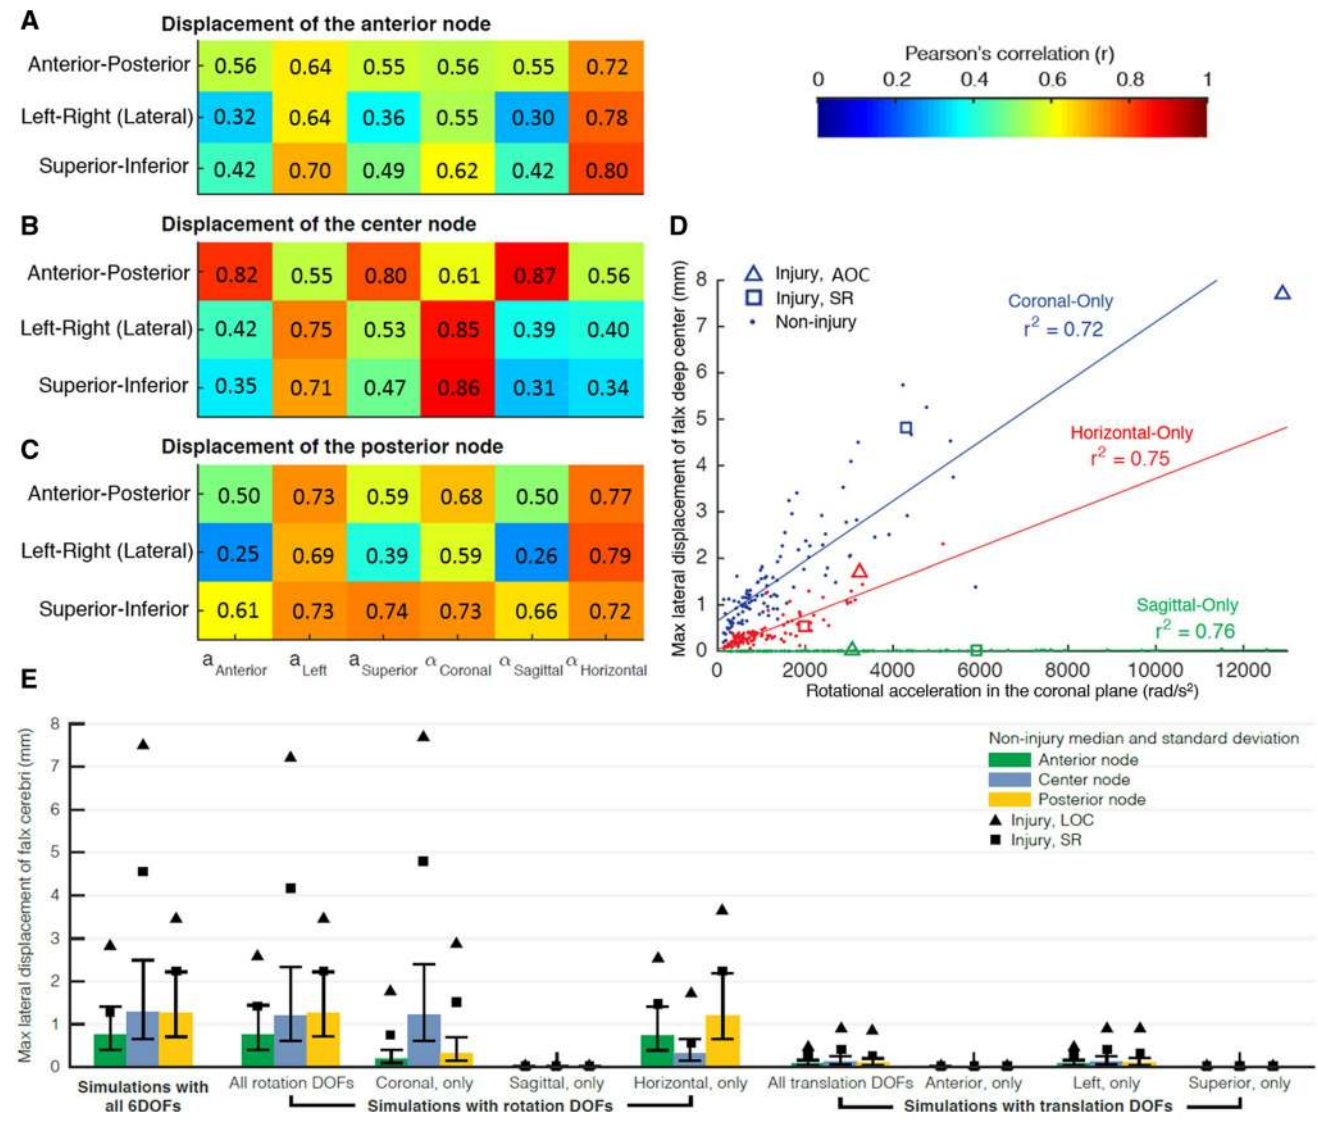 A
Displacement of the anterior node
Anterior-Posterior 0.56 0.64 0.55 0.56 0.55 0.72
Left-Right (Lateral) 0.32 0.64 0.36 0.55 0.30 0.78
Superior-Inferior 0.42 0.70 0.49 0.62 0.42 0.80
Pearson's correlation (r)
0 0.2 0.4 0.6 0.8 1
B
Displacement of the center node
Anterior-Posterior 0.82 0.55 0.80 0.61 0.87 0.56
Left-Right (Lateral) 0.42 0.75 0.53 0.85 0.39 0.40
Superior-Inferior 0.35 0.71 0.47 0.86 0.31 0.34
C
Displacement of the posterior node
Anterior-Posterior 0.50 0.73 0.59 0.68 0.50 0.77
Left-Right (Lateral) 0.25 0.69 0.39 0.59 0.26 0.79
Superior-Inferior 0.61 0.73 0.74 0.73 0.66 0.72
a Anterior a Left a Superior α Coronal α Sagittal α Horizontal
D
Max lateral displacement of falx deep center (mm)
8
7
6
5
4
3
2
1
0
Injury, AOC
Injury, SR
Non-injury
Coronal-Only
r² = 0.72
Horizontal-Only
r² = 0.75
Sagittal-Only
r² = 0.76
0 2000 4000 6000 8000 10000 12000
Rotational acceleration in the coronal plane (rad/s²)
E
Max lateral displacement of falx cerebri (mm)
8
7
6
5
4
3
2
1
0
Non-injury median and standard deviation
Anterior node
Center node
Posterior node
Injury, LOC
Injury, SR
Simulations with
all 6DOFs
All rotation DOFs Coronal, only Sagittal, only Horizontal, only All translation DOFs Anterior, only Left, only Superior, only
Simulations with rotation DOFs Simulations with translation DOFs